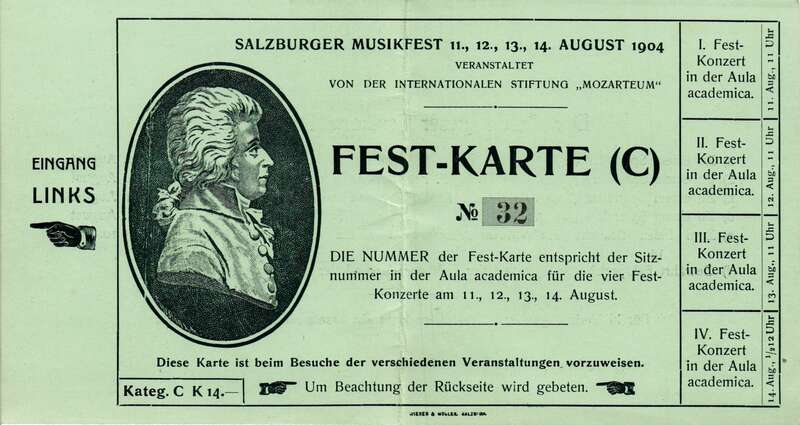 EINGANG
LINKS
SALZBURGER MUSIKFEST 11., 12., 13., 14. AUGUST 1904
VERANSTALTET
VON DER INTERNATIONALEN STIFTUNG „MOZARTEUM"
FEST-KARTE (C)
№ 32
DIE NUMMER der Fest-Karte entspricht der Sitz-
nummer in der Aula academica für die vier Fest-
Konzerte am 11., 12., 13., 14. August.
Diese Karte ist beim Besuche der verschiedenen Veranstaltungen vorzuweisen.
Kateg. C K 14.—
Um Beachtung der Rückseite wird gebeten.
I. Fest-
Konzert
in der Aula
academica.
11. Aug., 11 Uhr
II. Fest-
Konzert
in der Aula
academica.
12. Aug., 11 Uhr
III. Fest-
Konzert
in der Aula
academica.
13. Aug., 11 Uhr
IV. Fest-
Konzert
in der Aula
academica.
14. Aug., ½12 Uhr